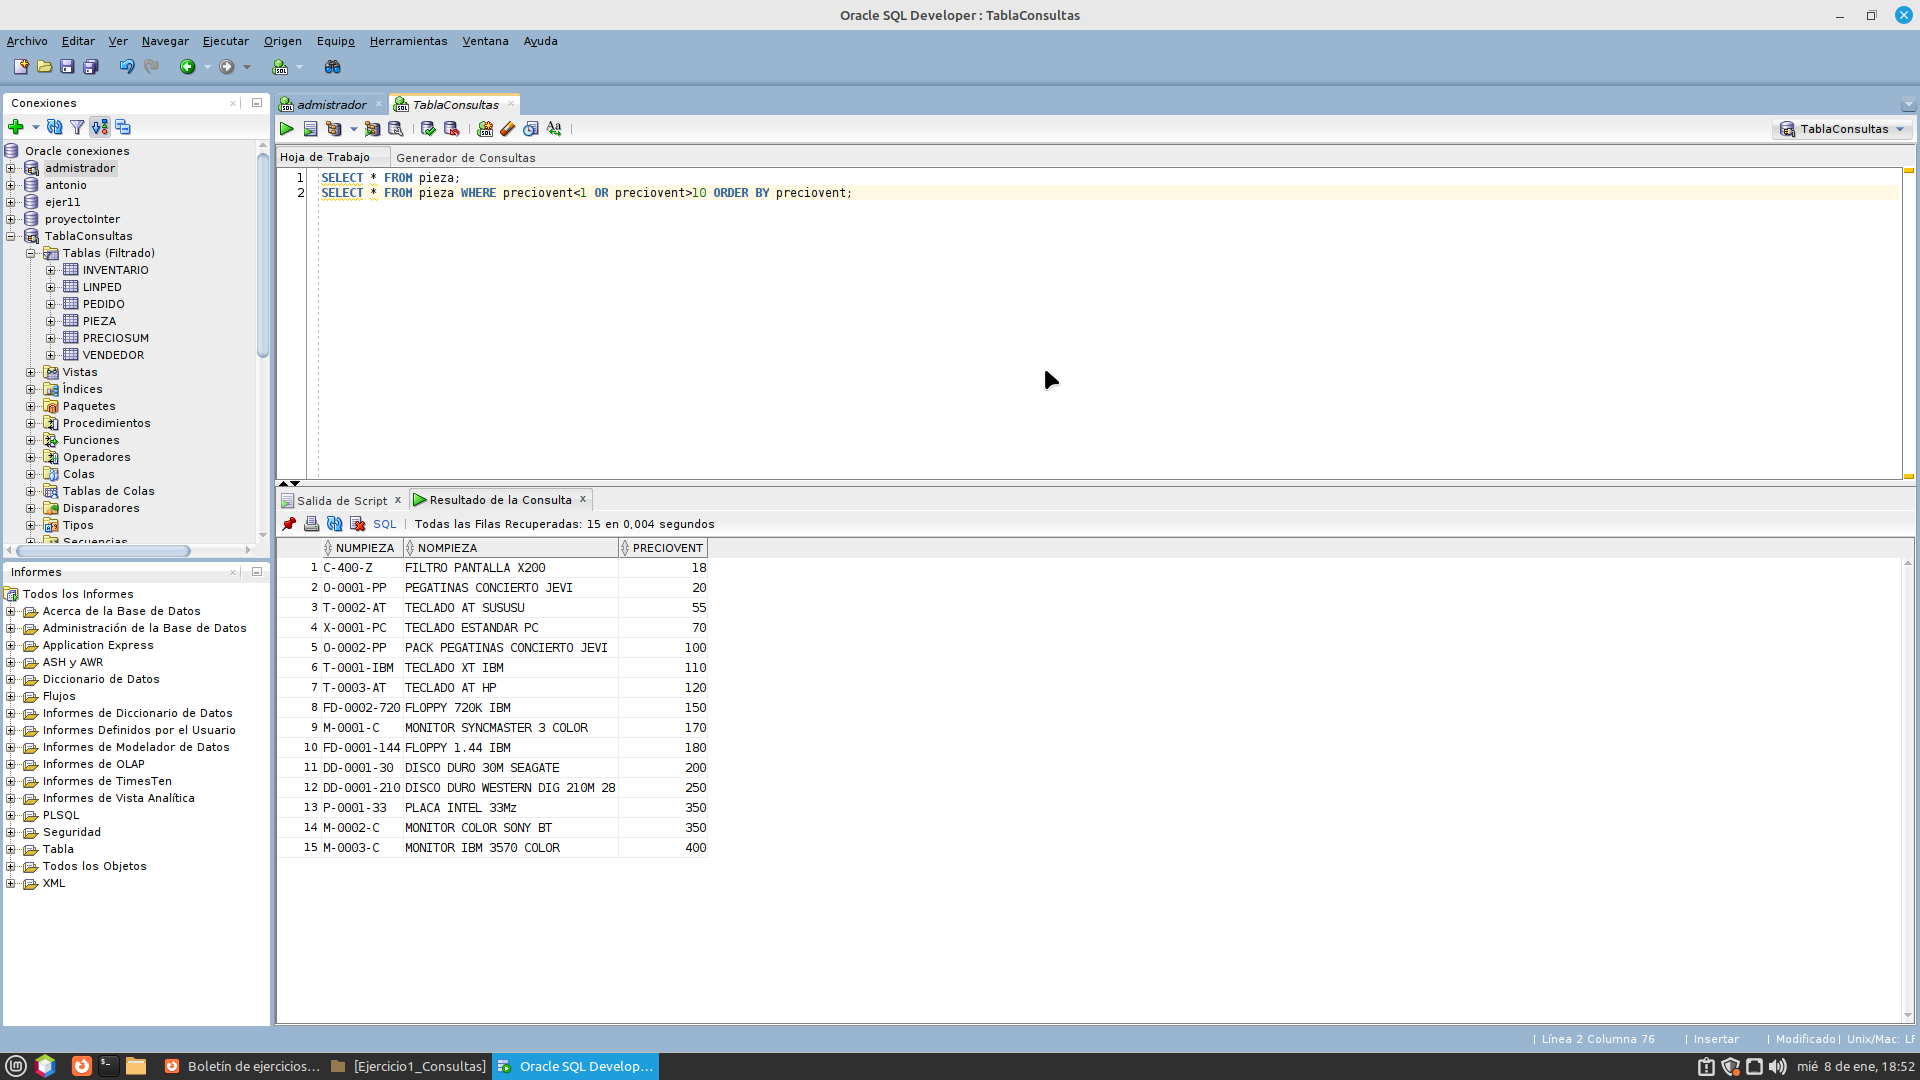 Oracle SQL Developer : TablaConsultas
Archivo Editar Ver Navegar Ejecutar Origen Equipo Herramientas Ventana Ayuda
Conexiones
Oracle conexiones
admistrador
antonio
ejer11
proyectoInter
TablaConsultas
Tablas (Filtrado)
INVENTARIO
LINPED
PEDIDO
PIEZA
PRECIOSUM
VENDEDOR
Vistas
Índices
Paquetes
Procedimientos
Funciones
Operadores
Colas
Tablas de Colas
Disparadores
Tipos
Secuencias
Informes
Todos los Informes
Acerca de la Base de Datos
Administración de la Base de Datos
Application Express
ASH y AWR
Diccionario de Datos
Flujos
Informes de Diccionario de Datos
Informes Definidos por el Usuario
Informes de Modelador de Datos
Informes de OLAP
Informes de TimesTen
Informes de Vista Analítica
PLSQL
Seguridad
Tabla
Todos los Objetos
XML
admistrador TablaConsultas
TablaConsultas
Hoja de Trabajo Generador de Consultas
1 SELECT * FROM pieza;
2 SELECT * FROM pieza WHERE preciovent<1 OR preciovent>10 ORDER BY preciovent;
Salida de Script x Resultado de la Consulta x
SQL | Todas las Filas Recuperadas: 15 en 0,004 segundos
NUMPIEZA NOMPIEZA PRECIOVENT
1 C-400-Z FILTRO PANTALLA X200 18
2 O-0001-PP PEGATINAS CONCIERTO JEVI 20
3 T-0002-AT TECLADO AT SUSUSU 55
4 X-0001-PC TECLADO ESTANDAR PC 70
5 O-0002-PP PACK PEGATINAS CONCIERTO JEVI 100
6 T-0001-IBM TECLADO XT IBM 110
7 T-0003-AT TECLADO AT HP 120
8 FD-0002-720 FLOPPY 720K IBM 150
9 M-0001-C MONITOR SYNCMASTER 3 COLOR 170
10 FD-0001-144 FLOPPY 1.44 IBM 180
11 DD-0001-30 DISCO DURO 30M SEAGATE 200
12 DD-0001-210 DISCO DURO WESTERN DIG 210M 28 250
13 P-0001-33 PLACA INTEL 33Mz 350
14 M-0002-C MONITOR COLOR SONY BT 350
15 M-0003-C MONITOR IBM 3570 COLOR 400
| Línea 2 Columna 76 | Insertar | Modificado| Unix/Mac: LF
Boletín de ejercicios... [Ejercicio1_Consultas] Oracle SQL Develop... mié 8 de ene, 18:52